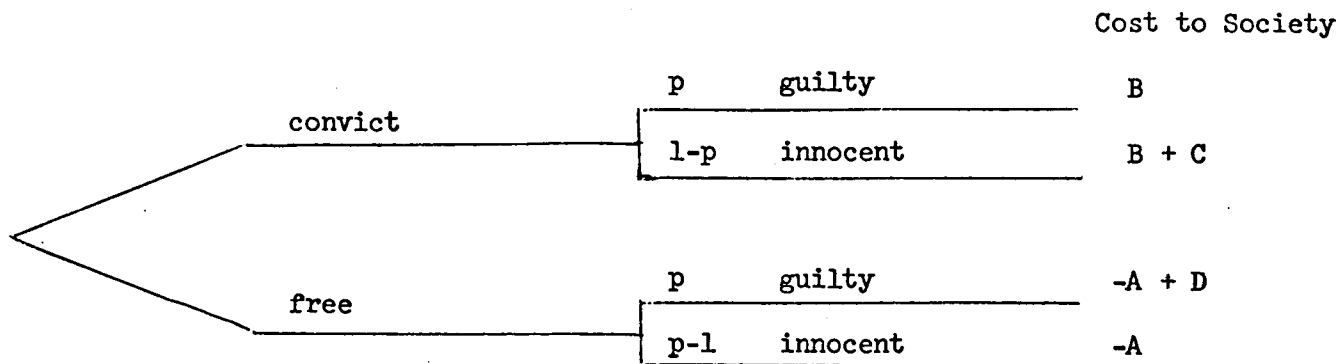 Cost to Society
p guilty B
convict
1-p innocent B + C
p guilty -A + D
free
p-1 innocent -A